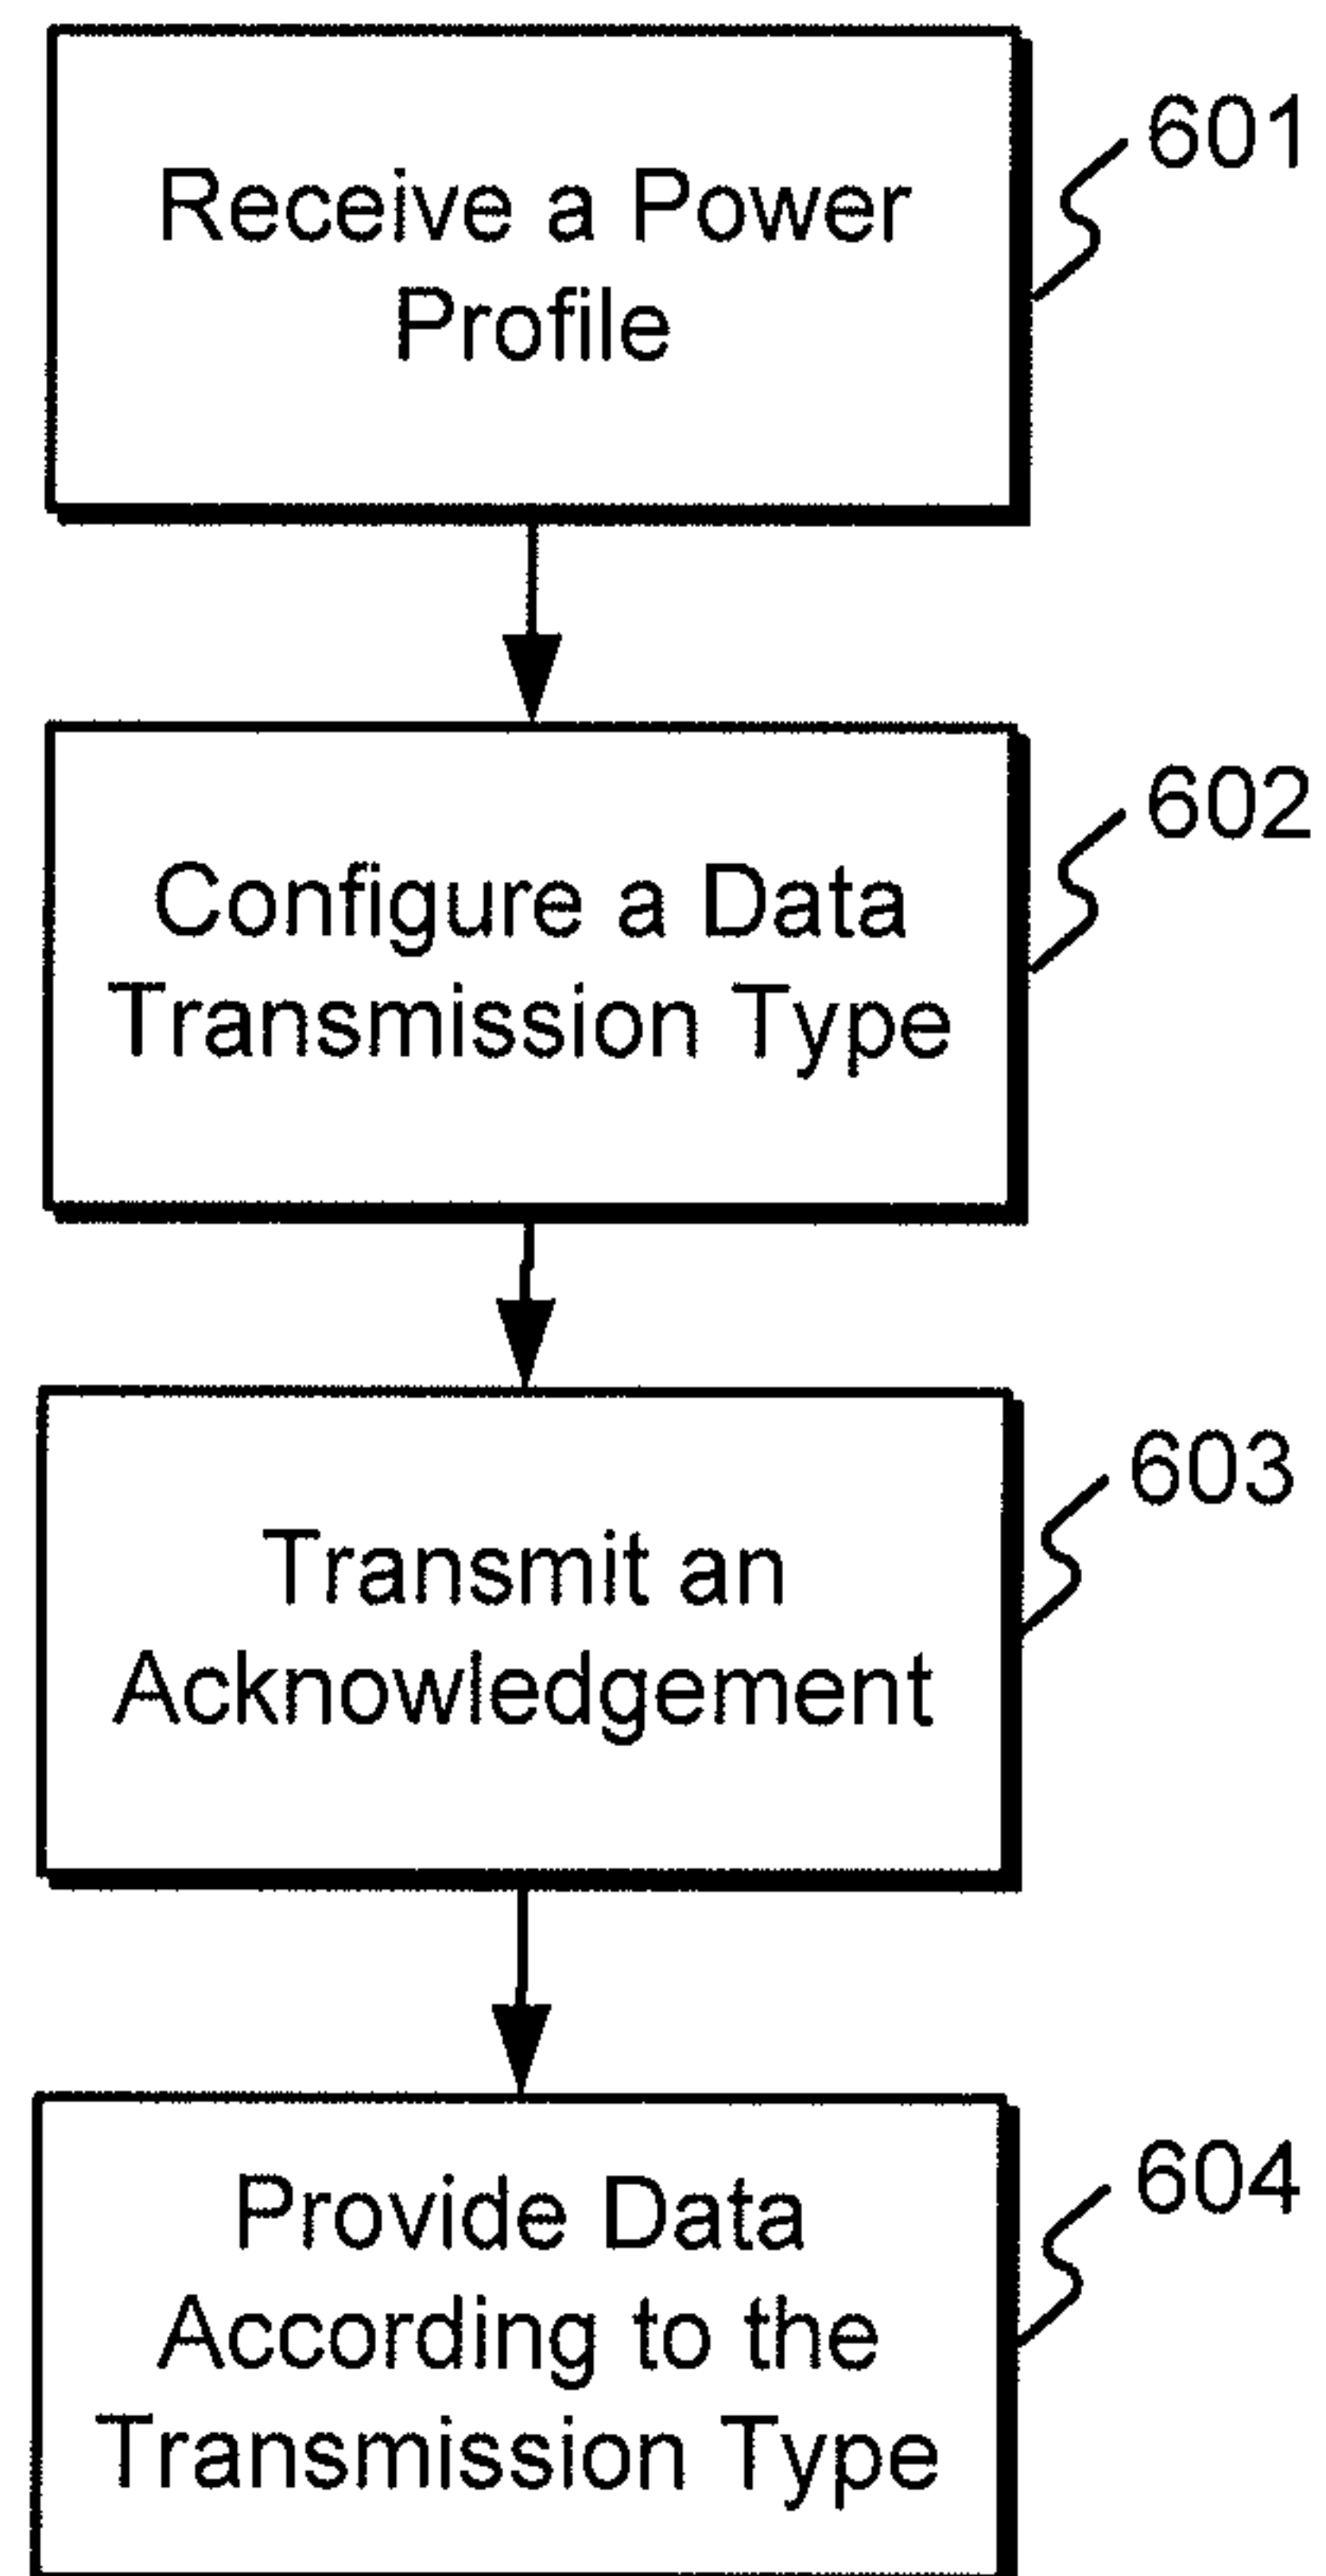 Receive a Power
Profile
601
Configure a Data
Transmission Type
602
Transmit an
Acknowledgement
603
Provide Data
According to the
Transmission Type
604